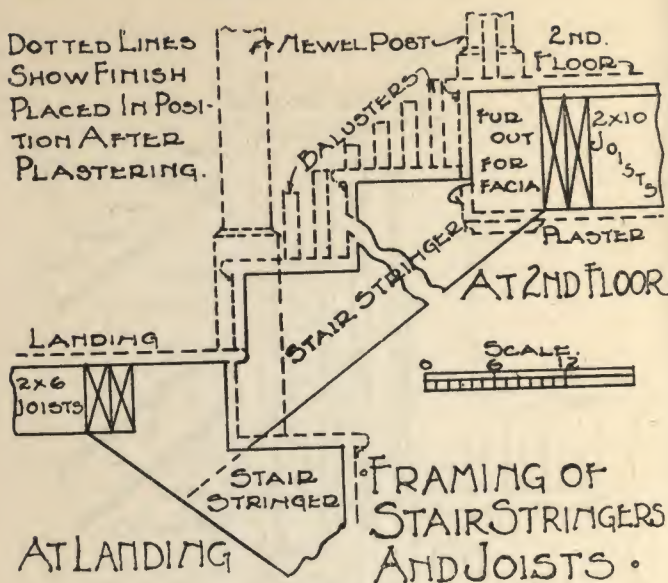 DOTTED LINES
SHOW FINISH
PLACED IN POSI-
TION AFTER
PLASTERING.
NEWEL POST
2ND.
FLOOR
BALUSTERS
FUR
OUT
FOR
FACIA
2x10
JOISTS
PLASTER
STAIR STRINGER
AT 2ND FLOOR
LANDING
2x6
JOISTS
SCALE.
0 6 12
STAIR
STRINGER
AT LANDING
FRAMING OF
STAIR STRINGERS
AND JOISTS.